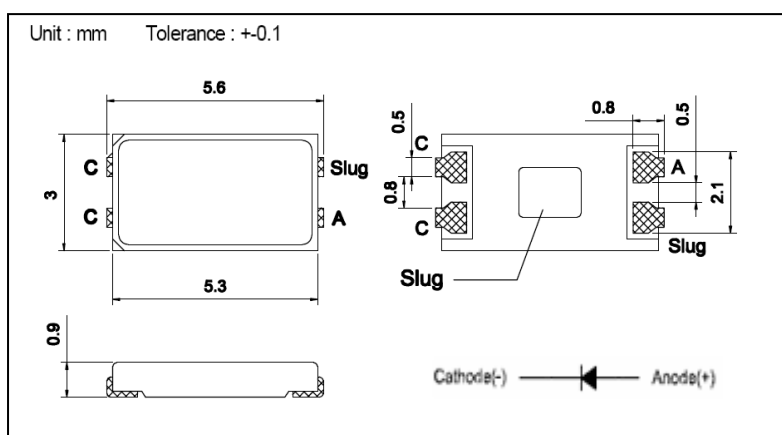 Unit : mm Tolerance : +-0.1
5.6
3
C
C
Slug
A
5.3
0.9
0.5
0.8
C
C
0.8
0.5
2.1
A
Slug
Slug
Cathode(-)
Anode(+)